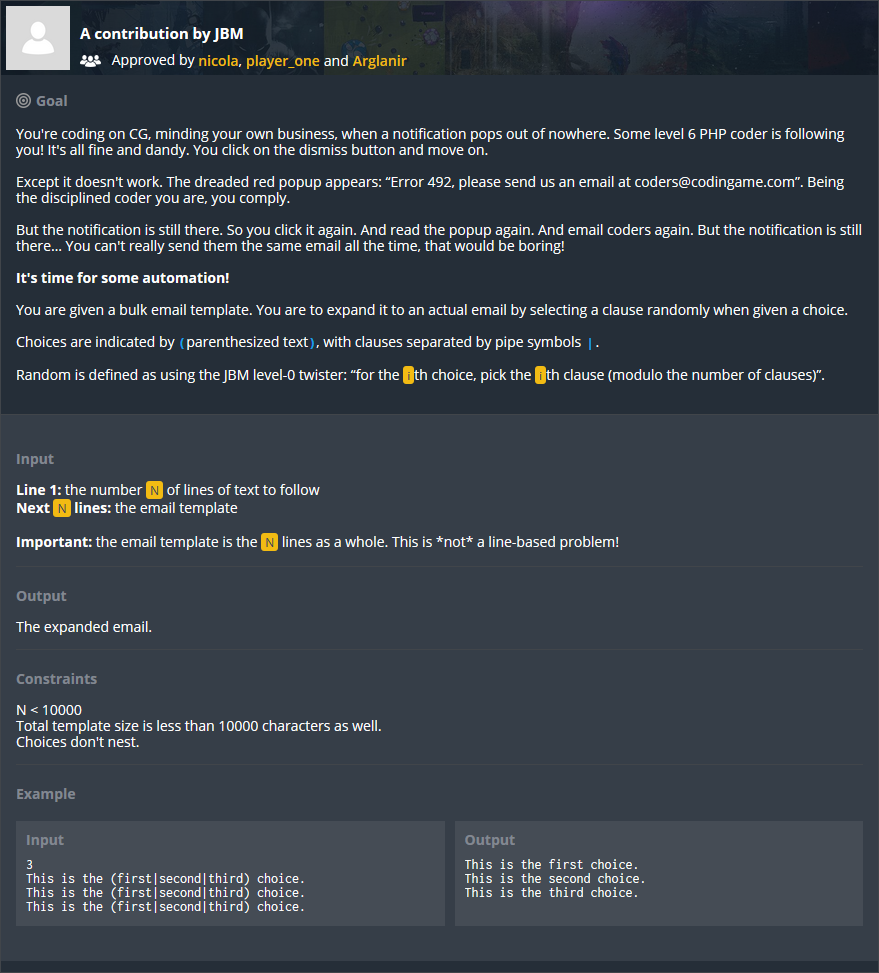 A contribution by JBM
Approved by nicola, player_one and Arglanir
Goal
You're coding on CG, minding your own business, when a notification pops out of nowhere. Some level 6 PHP coder is following
you! It's all fine and dandy. You click on the dismiss button and move on.
Except it doesn't work. The dreaded red popup appears: “Error 492, please send us an email at coders@codingame.com”. Being
the disciplined coder you are, you comply.
But the notification is still there. So you click it again. And read the popup again. And email coders again. But the notification is still
there... You can't really send them the same email all the time, that would be boring!
It's time for some automation!
You are given a bulk email template. You are to expand it to an actual email by selecting a clause randomly when given a choice.
Choices are indicated by (parenthesized text), with clauses separated by pipe symbols | .
Random is defined as using the JBM level-0 twister: “for the i th choice, pick the i th clause (modulo the number of clauses)”.
Input
Line 1: the number N of lines of text to follow
Next N lines: the email template
Important: the email template is the N lines as a whole. This is *not* a line-based problem!
Output
The expanded email.
Constraints
N < 10000
Total template size is less than 10000 characters as well.
Choices don't nest.
Example
Input
3
This is the (first|second|third) choice.
This is the (first|second|third) choice.
This is the (first|second|third) choice.
Output
This is the first choice.
This is the second choice.
This is the third choice.